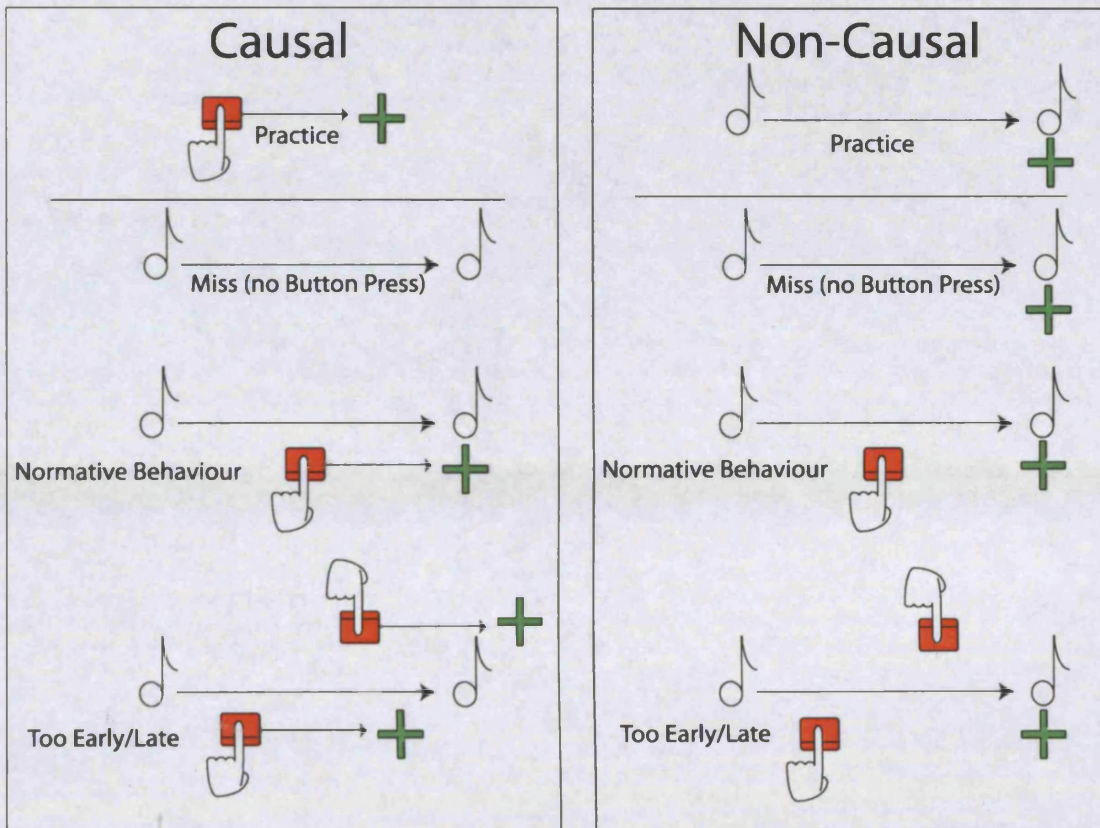 Causal
Practice
Miss (no Button Press)
Normative Behaviour
Too Early/Late
Non-Causal
Practice
Miss (no Button Press)
Normative Behaviour
Too Early/Late